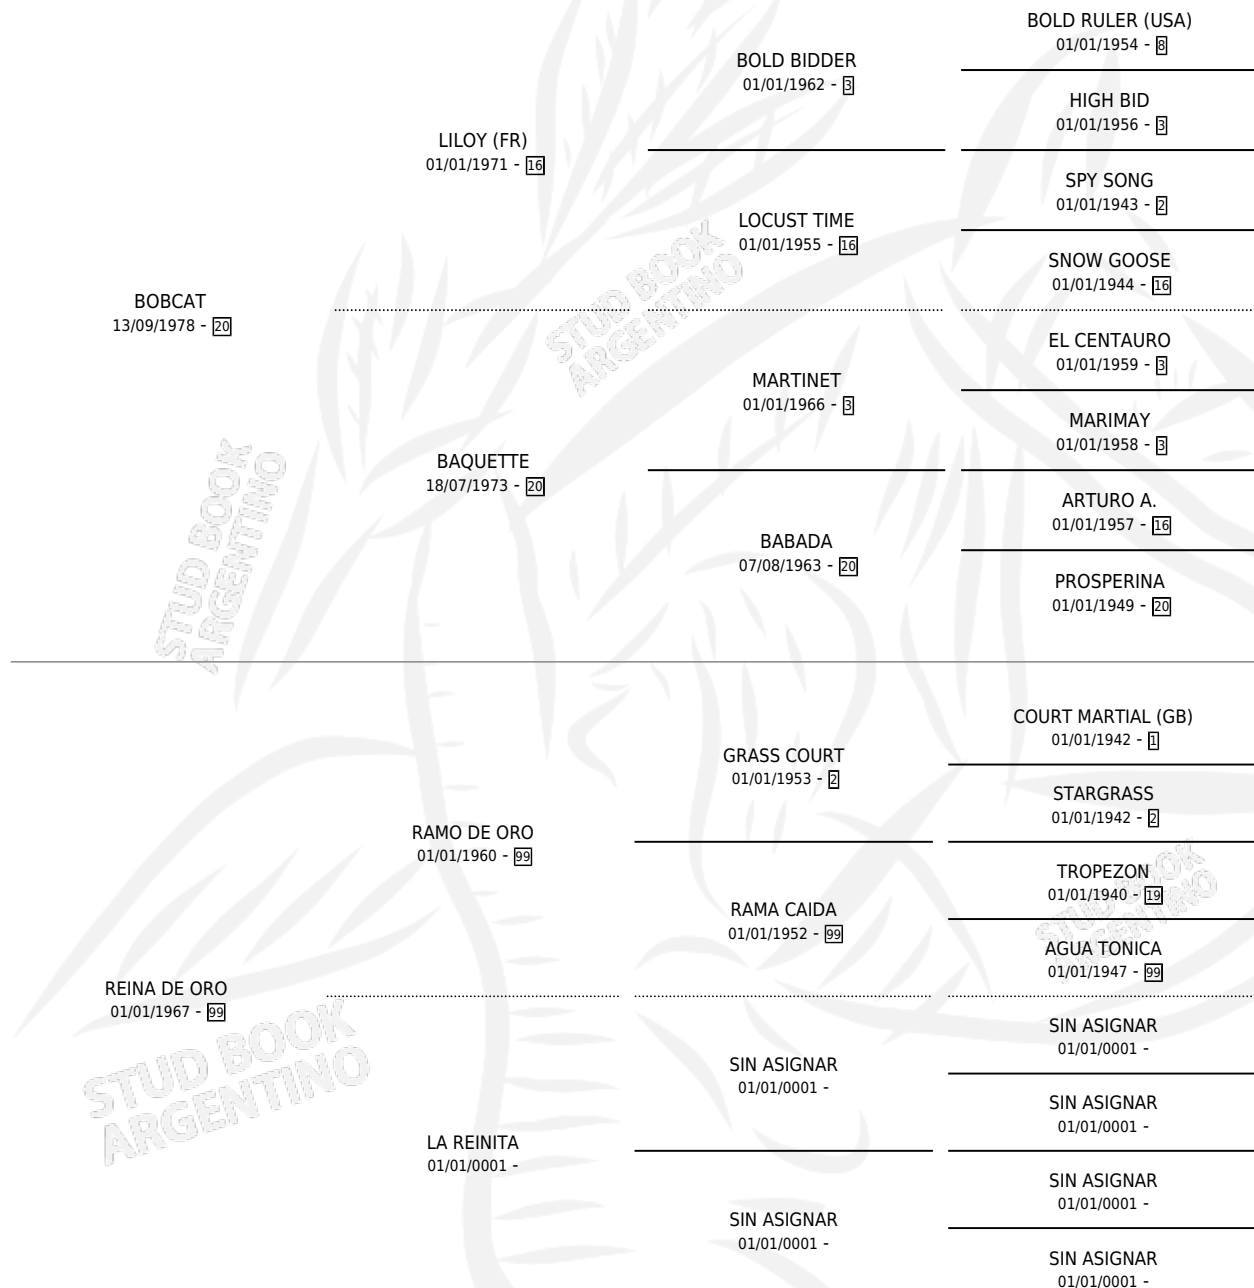 BOLD RULER (USA)
01/01/1954 - 8
BOLD BIDDER
01/01/1962 - 3
HIGH BID
01/01/1956 - 3
LILOY (FR)
01/01/1971 - 16
SPY SONG
01/01/1943 - 2
LOCUST TIME
01/01/1955 - 16
SNOW GOOSE
01/01/1944 - 16
BOBCAT
13/09/1978 - 20
EL CENTAURO
01/01/1959 - 3
MARTINET
01/01/1966 - 3
MARIMAY
01/01/1958 - 3
BAQUETTE
18/07/1973 - 20
ARTURO A.
01/01/1957 - 16
BABADA
07/08/1963 - 20
PROSPERINA
01/01/1949 - 20
COURT MARTIAL (GB)
01/01/1942 - 1
GRASS COURT
01/01/1953 - 2
STARGRASS
01/01/1942 - 2
RAMO DE ORO
01/01/1960 - 99
TROPEZON
01/01/1940 - 19
RAMA CAIDA
01/01/1952 - 99
AGUA TONICA
01/01/1947 - 99
REINA DE ORO
01/01/1967 - 99
SIN ASIGNAR
01/01/0001 -
SIN ASIGNAR
01/01/0001 -
SIN ASIGNAR
01/01/0001 -
LA REINITA
01/01/0001 -
SIN ASIGNAR
01/01/0001 -
SIN ASIGNAR
01/01/0001 -
SIN ASIGNAR
01/01/0001 -
STUD BOOK
ARGENTINO
STUD BOOK
ARGENTINO
STUD BOOK
ARGENTINO
STUD BOOK
ARGENTINO